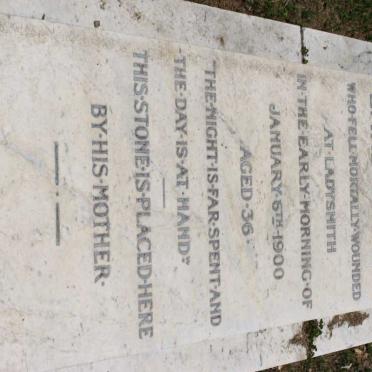 WHO·FELL·MORTALLY·WOUNDED
AT·LADYSMITH
IN·THE·EARLY·MORNING·OF
JANUARY·6TH·1900
AGED·36·
"THE·NIGHT·IS·FAR·SPENT·AND
THE·DAY·IS·AT·HAND"
THIS·STONE·IS·PLACED·HERE
BY·HIS·MOTHER·